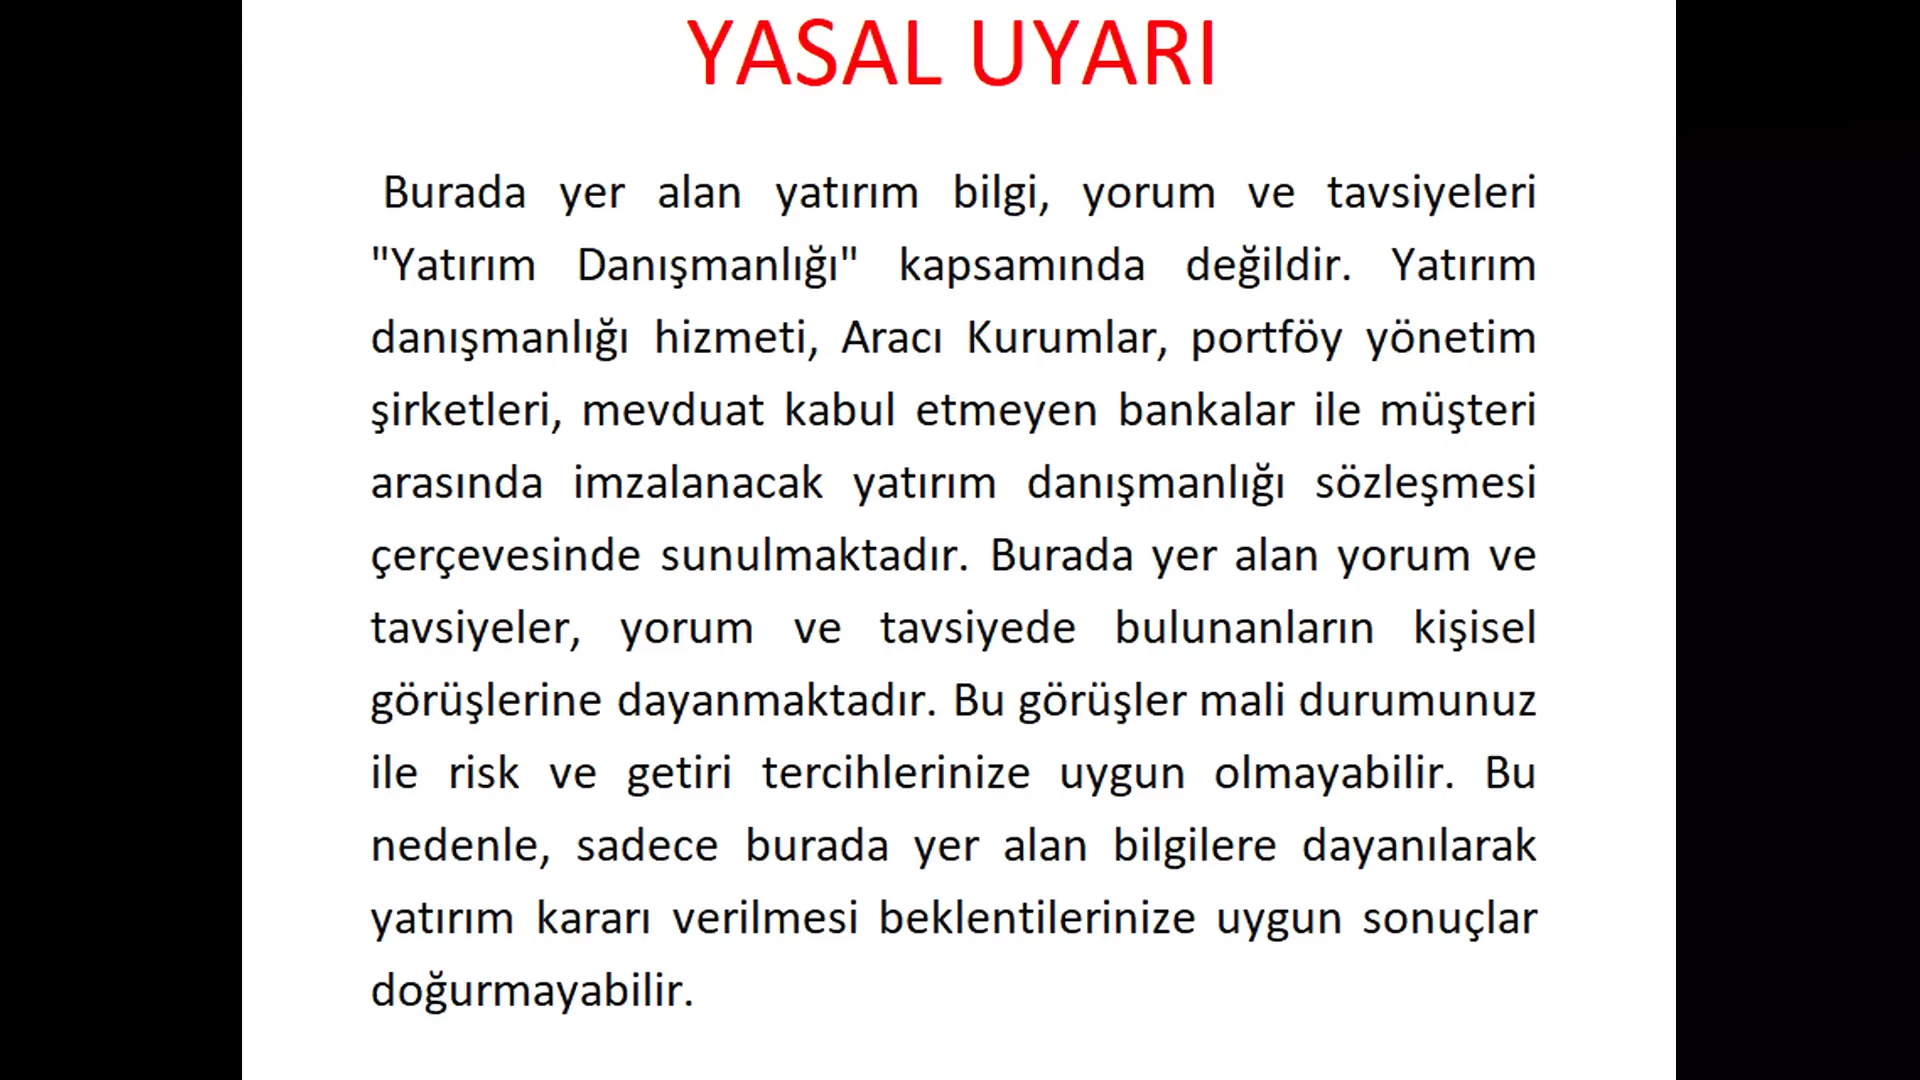 YASAL UYARI
Burada yer alan yatırım bilgi, yorum ve tavsiyeleri
"Yatırım Danışmanlığı" kapsamında değildir. Yatırım
danışmanlığı hizmeti, Aracı Kurumlar, portföy yönetim
şirketleri, mevduat kabul etmeyen bankalar ile müşteri
arasında imzalanacak yatırım danışmanlığı sözleşmesi
çerçevesinde sunulmaktadır. Burada yer alan yorum ve
tavsiyeler, yorum ve tavsiyede bulunanların kişisel
görüşlerine dayanmaktadır. Bu görüşler mali durumunuz
ile risk ve getiri tercihlerinize uygun olmayabilir. Bu
nedenle, sadece burada yer alan bilgilere dayanılarak
yatırım kararı verilmesi beklentilerinize uygun sonuçlar
doğurmayabilir.